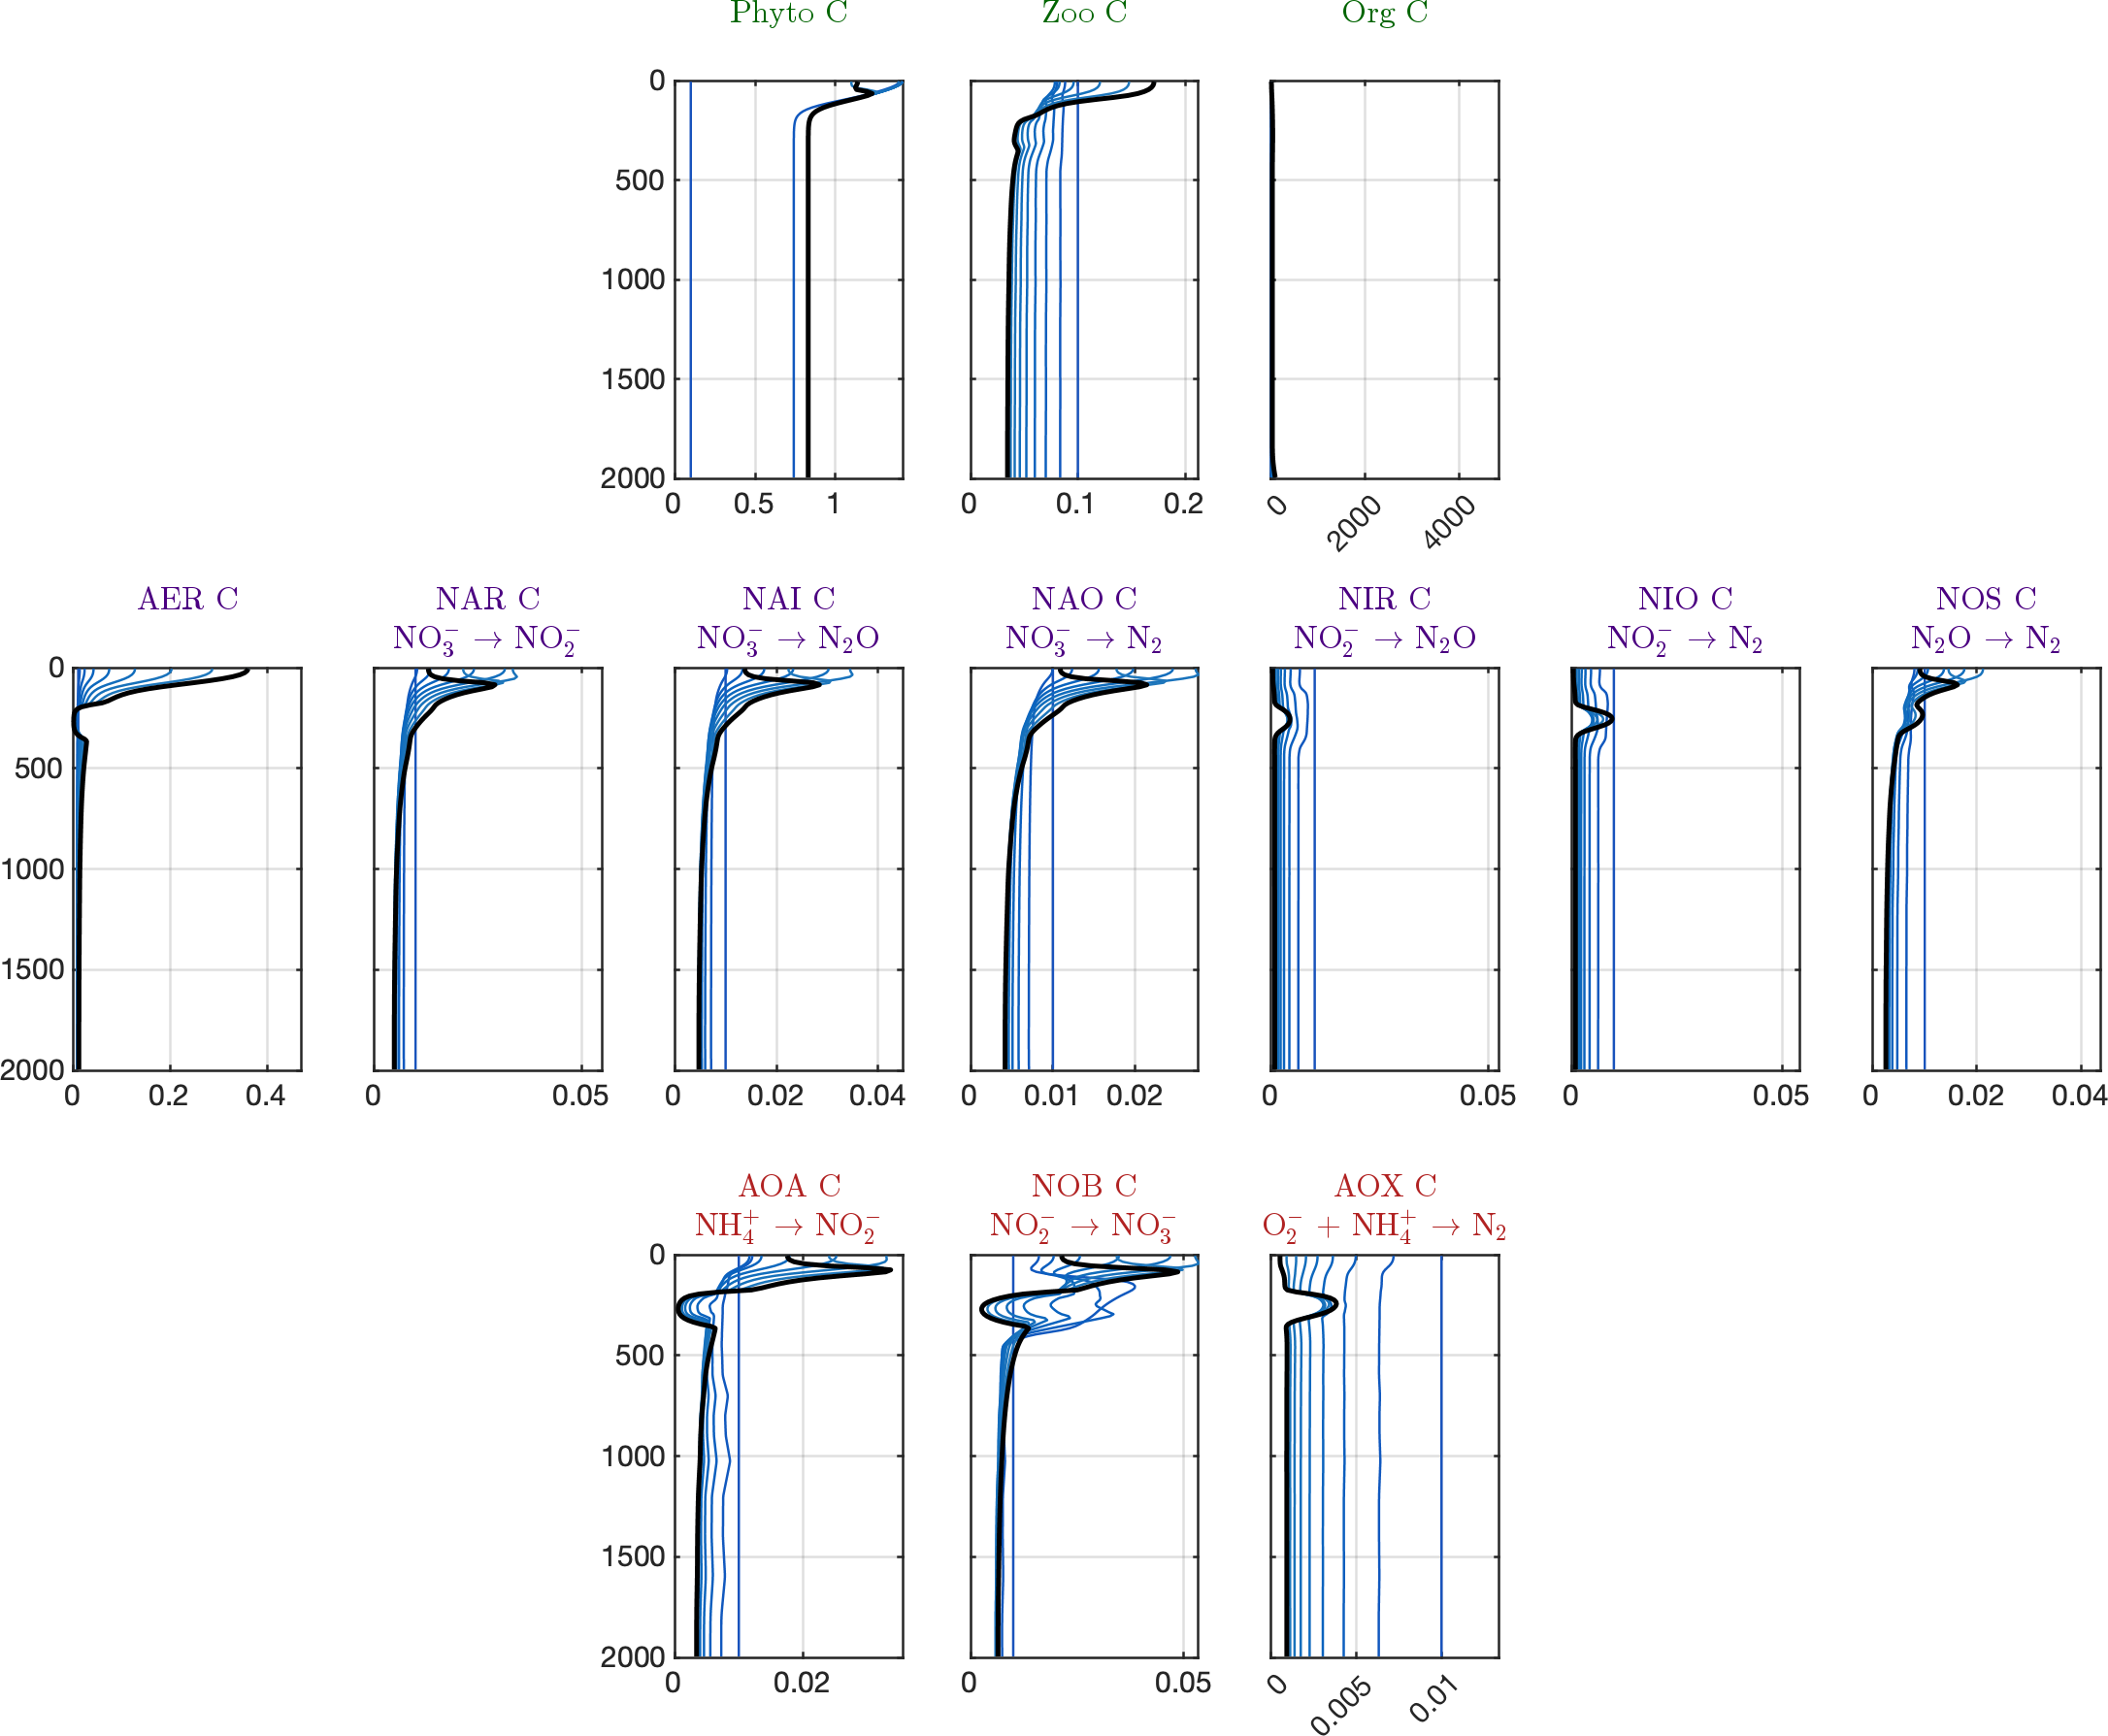 Phyto C Zoo C Org C
0
500
1000
1500
2000
0 0.5 1 0 0.1 0.2 0 2000 4000
AER C NAR C NAI C NAO C NIR C NIO C NOS C
NO₃⁻ → NO₂⁻ NO₃⁻ → N₂O NO₃⁻ → N₂ NO₂⁻ → N₂O NO₂⁻ → N₂ N₂O → N₂
0
500
1000
1500
2000
0 0.2 0.4 0 0.05 0 0.02 0.04 0 0.01 0.02 0 0.05 0 0.05 0 0.02 0.04
AOA C NOB C AOX C
NH₄⁺ → NO₂⁻ NO₂⁻ → NO₃⁻ O₂⁻ + NH₄⁺ → N₂
0
500
1000
1500
2000
0 0.02 0 0.05 0 0.005 0.01